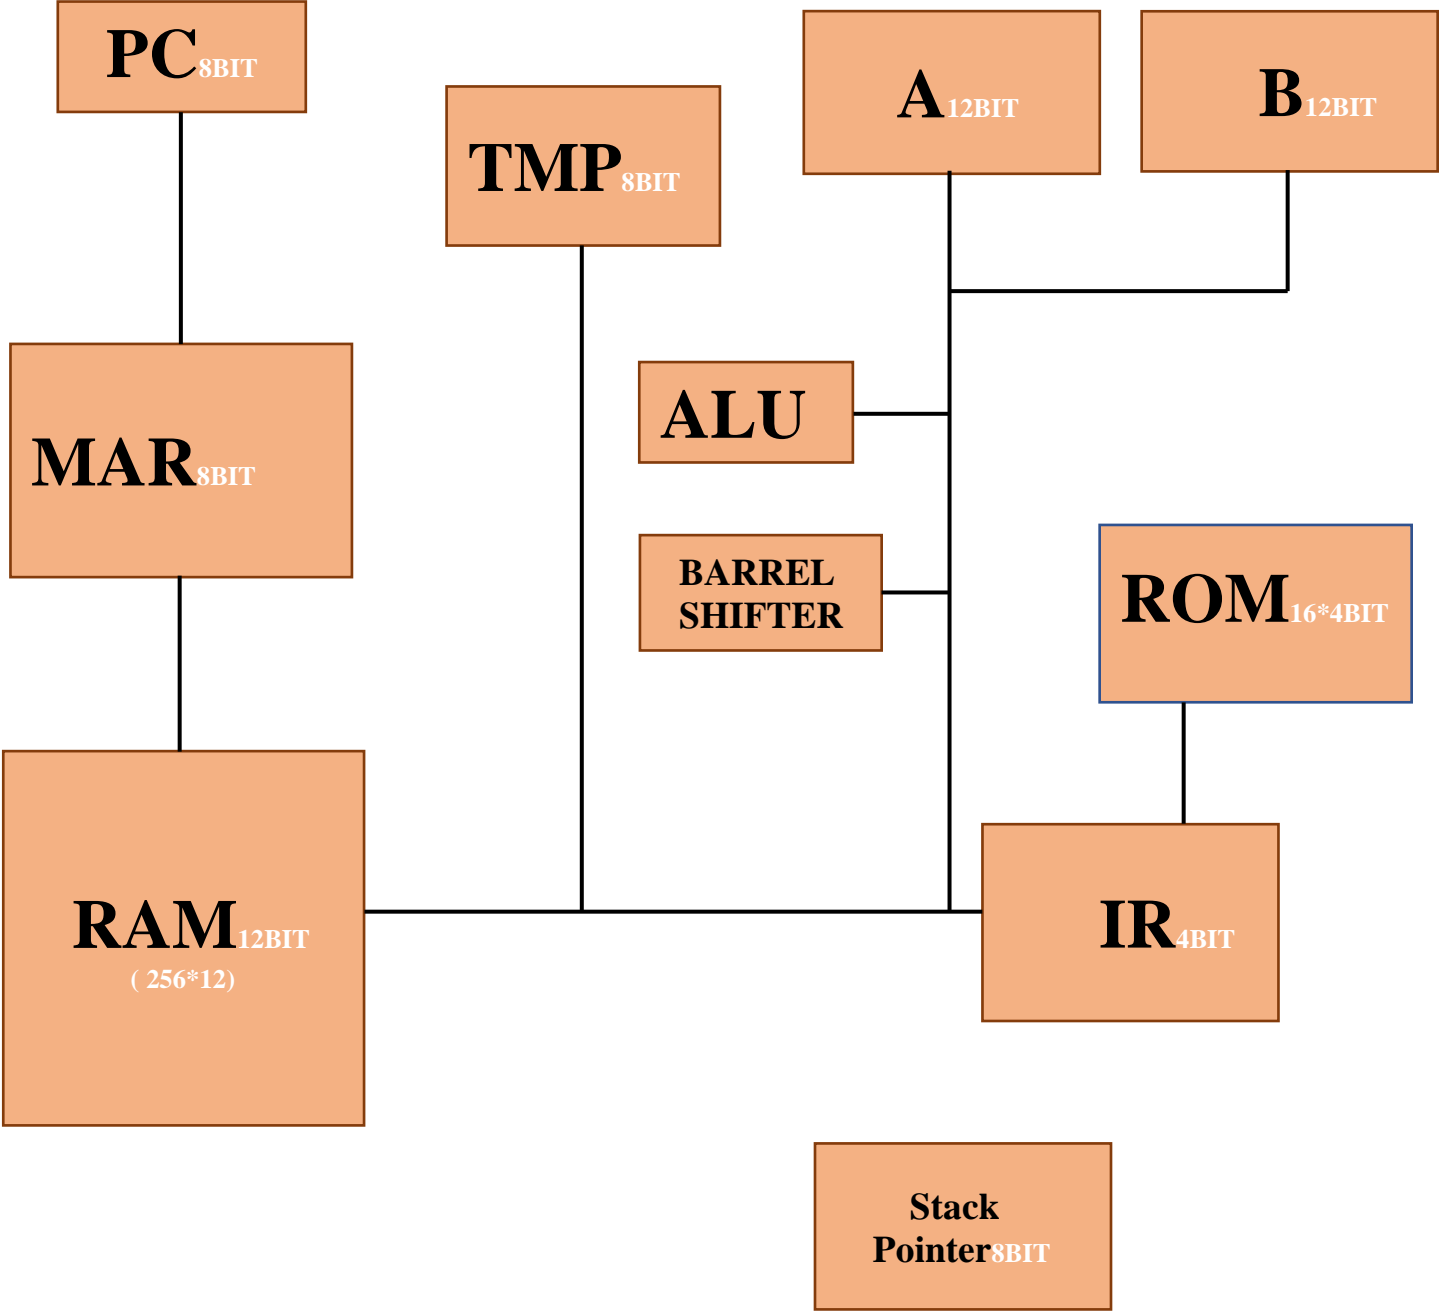 PC8BIT
TMP8BIT
A12BIT
B12BIT
MAR8BIT
ALU
BARREL
SHIFTER
ROM16*4BIT
RAM12BIT
( 256*12)
IR4BIT
Stack
Pointer8BIT